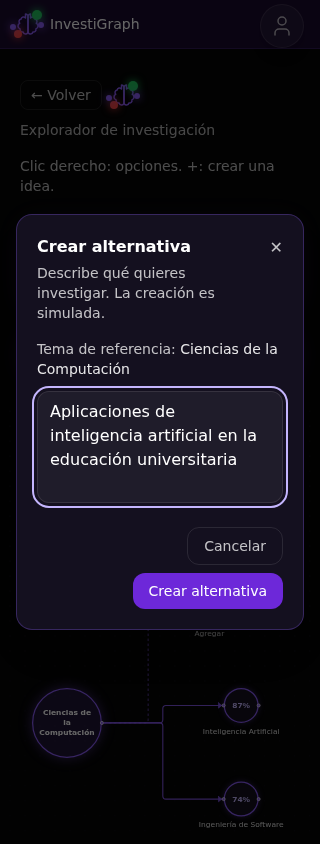 InvestiGraph
← Volver
Explorador de investigación
Clic derecho: opciones. +: crear una
idea.
Crear alternativa
✕
Describe qué quieres
investigar. La creación es
simulada.
Tema de referencia: Ciencias de la
Computación
Aplicaciones de
inteligencia artificial en la
educación universitaria
Cancelar
Crear alternativa
Agregar
Ciencias de
la
Computación
87%
Inteligencia Artificial
74%
Ingeniería de Software